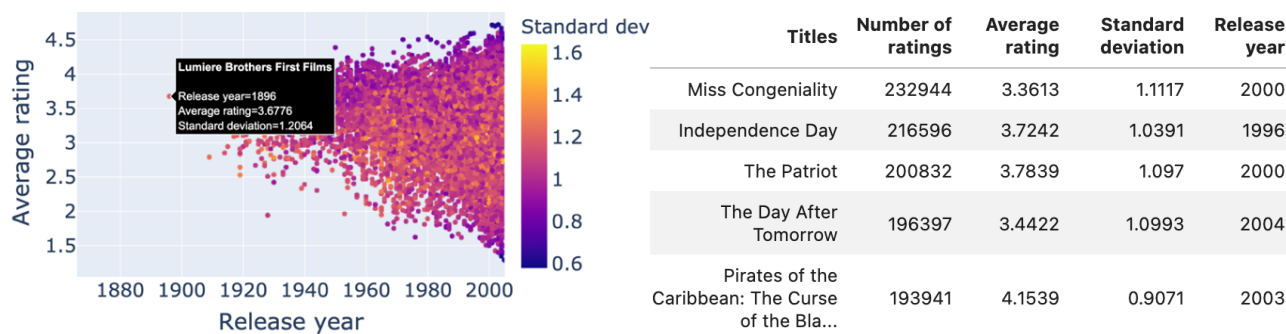 Standard dev
4.5
4
3.5
3
2.5
2
1.5
Average rating
Lumiere Brothers First Films
Release year=1896
Average rating=3.6776
Standard deviation=1.2064
1880 1900 1920 1940 1960 1980 2000
Release year
1.6
1.4
1.2
1
0.8
0.6
Titles Number of ratings Average rating Standard deviation Release year
Miss Congeniality 232944 3.3613 1.1117 2000
Independence Day 216596 3.7242 1.0391 1996
The Patriot 200832 3.7839 1.097 2000
The Day After
Tomorrow 196397 3.4422 1.0993 2004
Pirates of the
Caribbean: The Curse
of the Bla... 193941 4.1539 0.9071 2003